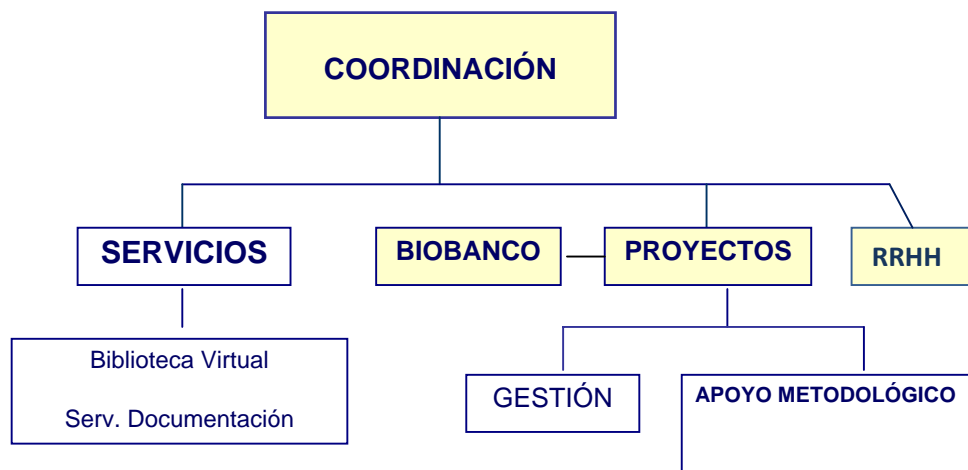 COORDINACIÓN
SERVICIOS
BIOBANCO
PROYECTOS
RRHH
Biblioteca Virtual
Serv. Documentación
GESTIÓN
APOYO METODOLÓGICO